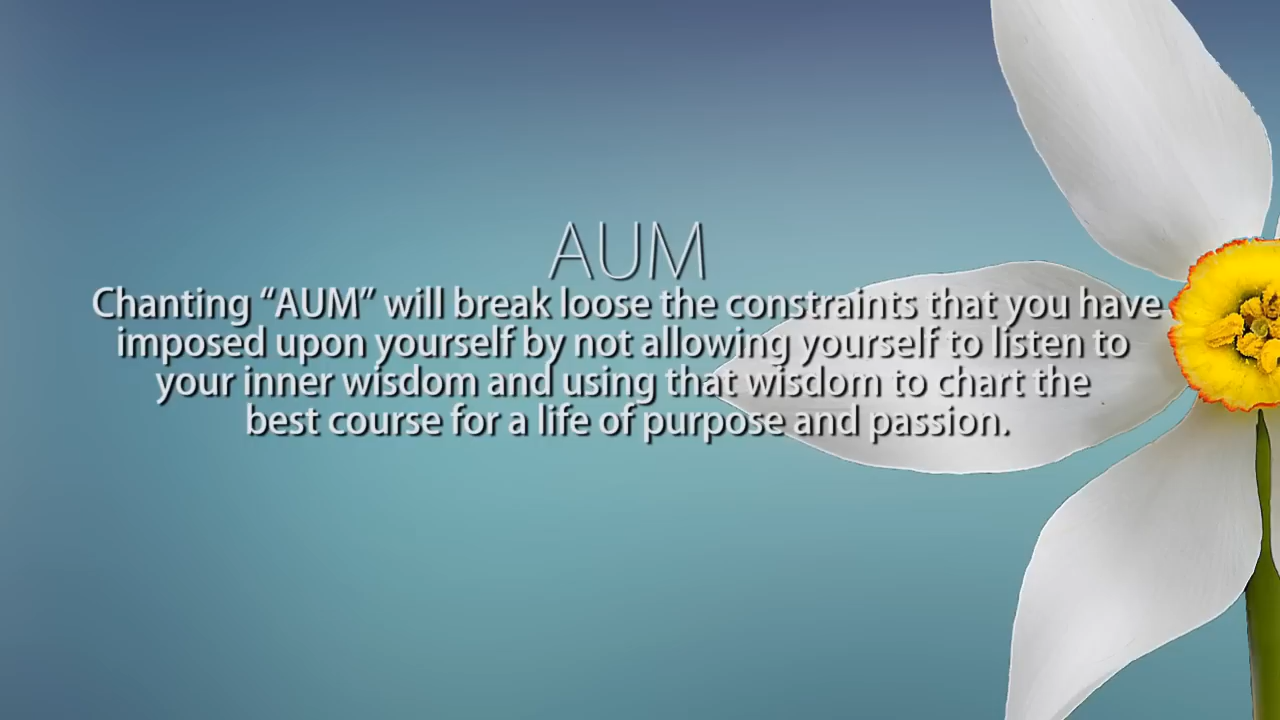 AUM
Chanting “AUM” will break loose the constraints that you have
imposed upon yourself by not allowing yourself to listen to
your inner wisdom and using that wisdom to chart the
best course for a life of purpose and passion.